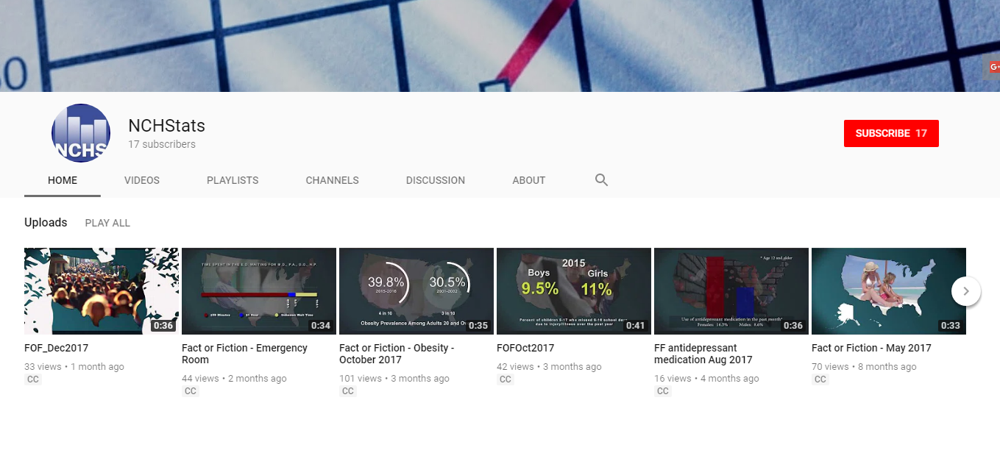 NCHS
NCHStats
17 subscribers
SUBSCRIBE 17
HOME VIDEOS PLAYLISTS CHANNELS DISCUSSION ABOUT
Uploads PLAY ALL
0:36
FOF_Dec2017
33 views • 1 month ago
CC
TIME SPENT IN THE E.D. WAITING FOR M.D., P.A., D.O., N.P.
Unknown Wait Time
0:34
Fact or Fiction - Emergency
Room
44 views • 2 months ago
CC
39.8% 30.5%
2015-2016 2001-2002
4 in 10 3 in 10
Obesity Prevalence Among Adults 20 and
0:35
Fact or Fiction - Obesity -
October 2017
101 views • 3 months ago
CC
2015
Boys Girls
9.5% 11%
Percent of children 5-17 who missed 6-10 school
due to injury/illness over the past year
0:41
FOFOct2017
42 views • 3 months ago
CC
* Age 12 and older
Use of antidepressant medication in the past month*
Females: 16.5% Males: 8.6%
0:36
FF antidepressant
medication Aug 2017
16 views • 4 months ago
CC
0:33
Fact or Fiction - May 2017
70 views • 8 months ago
CC